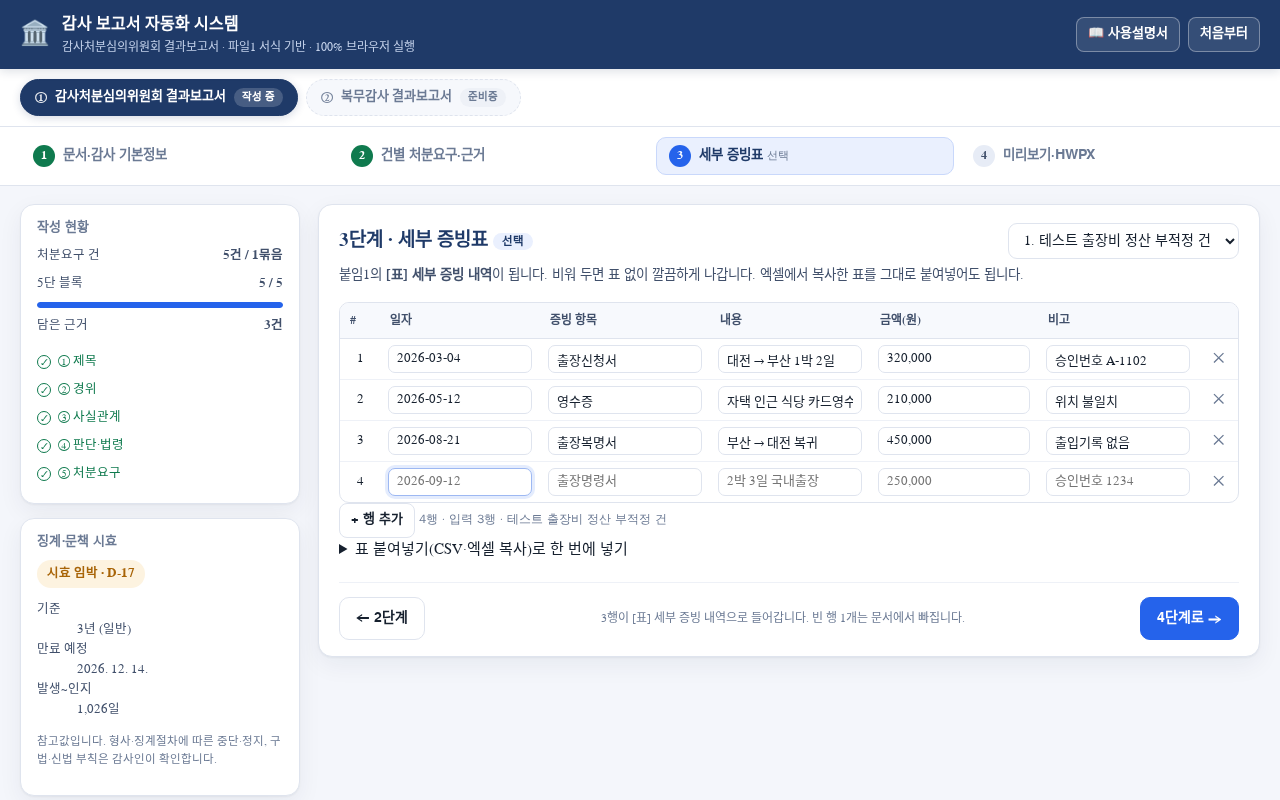 🏛️ 감사 보고서 자동화 시스템
감사처분심의위원회 결과보고서 · 파일1 서식 기반 · 100% 브라우저 실행
📖 사용설명서 처음부터
① 감사처분심의위원회 결과보고서 작성 중 ② 복무감사 결과보고서 준비중
1 문서·감사 기본정보 2 건별 처분요구·근거 3 세부 증빙표 선택 4 미리보기·HWPX
작성 현황
처분요구 건 5건 / 1묶음
5단 블록 5 / 5
담은 근거 3건
✓ ① 제목
✓ ② 경위
✓ ③ 사실관계
✓ ④ 판단·법령
✓ ⑤ 처분요구
징계·문책 시효
시효 임박 · D-17
기준
3년 (일반)
만료 예정
2026. 12. 14.
발생~인지
1,026일
참고값입니다. 형사·징계절차에 따른 중단·정지, 구
법·신법 부칙은 감사인이 확인합니다.
3단계 · 세부 증빙표 선택
1. 테스트 출장비 정산 부적정 건
붙임1의 [표] 세부 증빙 내역이 됩니다. 비워 두면 표 없이 깔끔하게 나갑니다. 엑셀에서 복사한 표를 그대로 붙여넣어도 됩니다.
# 일자 증빙 항목 내용 금액(원) 비고
1 2026-03-04 출장신청서 대전 → 부산 1박 2일 320,000 승인번호 A-1102 ×
2 2026-05-12 영수증 자택 인근 식당 카드영수 210,000 위치 불일치 ×
3 2026-08-21 출장복명서 부산 → 대전 복귀 450,000 출입기록 없음 ×
4 2026-09-12 출장명령서 2박 3일 국내출장 250,000 승인번호 1234 ×
+ 행 추가 4행 · 입력 3행 · 테스트 출장비 정산 부적정 건
▶ 표 붙여넣기(CSV·엑셀 복사)로 한 번에 넣기
← 2단계 3행이 [표] 세부 증빙 내역으로 들어갑니다. 빈 행 1개는 문서에서 빠집니다. 4단계로 →